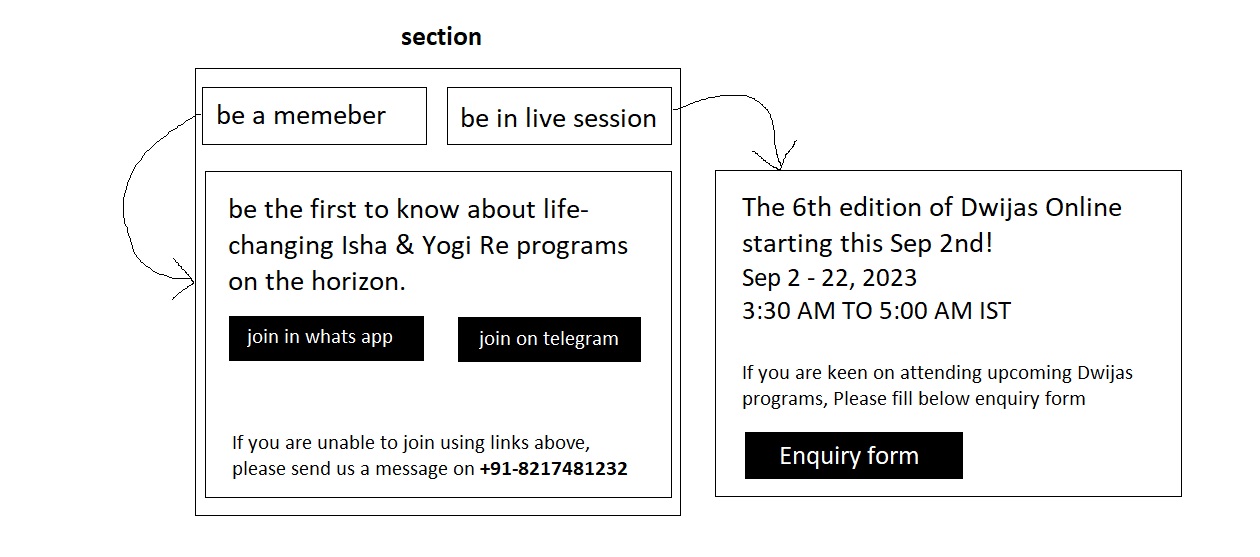 section
be a memeber
be in live session
be the first to know about life-
changing Isha & Yogi Re programs
on the horizon.
join in whats app
join on telegram
If you are unable to join using links above,
please send us a message on +91-8217481232
The 6th edition of Dwijas Online
starting this Sep 2nd!
Sep 2 - 22, 2023
3:30 AM TO 5:00 AM IST
If you are keen on attending upcoming Dwijas
programs, Please fill below enquiry form
Enquiry form